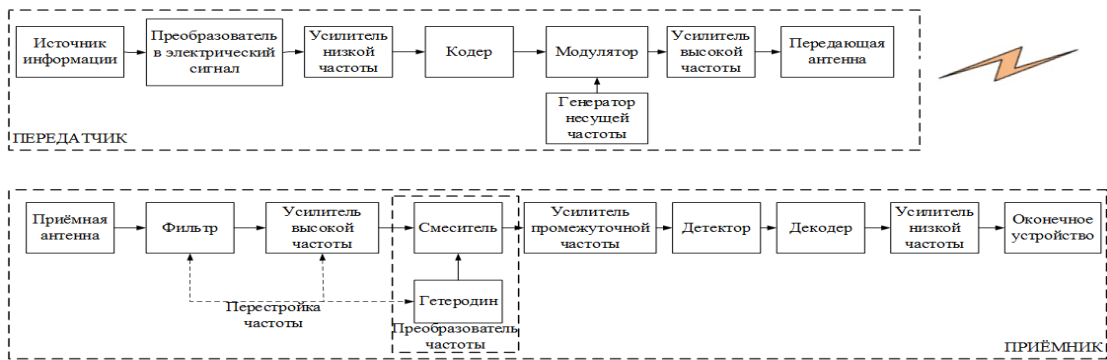 Источник
информации
Преобразователь
в электрический
сигнал
Усилитель
низкой
частоты
Кодер
Модулятор
Усилитель
высокой
частоты
Передающая
антенна
Генератор
несущей
частоты
ПЕРЕДАТЧИК
Приёмная
антенна
Фильтр
Усилитель
высокой
частоты
Смеситель
Усилитель
промежуточной
частоты
Детектор
Декодер
Усилитель
низкой
частоты
Оконечное
устройство
Перестройка
частоты
Гетеродин
Преобразователь
частоты
ПРИЁМНИК